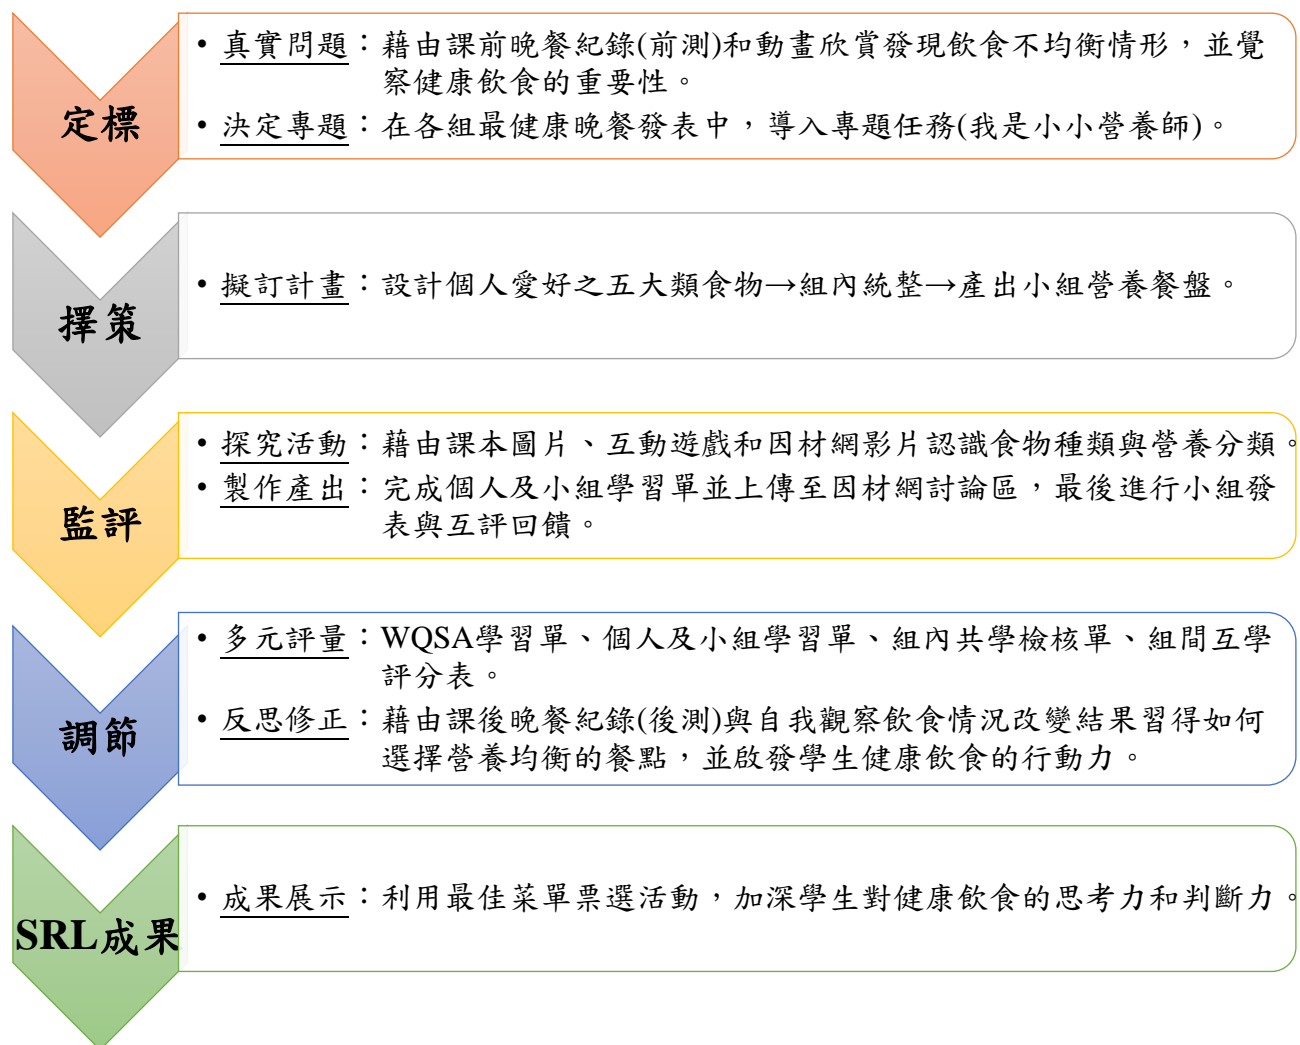 定標
• 真實問題：藉由課前晚餐紀錄(前測)和動畫欣賞發現飲食不均衡情形，並覺
察健康飲食的重要性。
• 決定專題：在各組最健康晚餐發表中，導入專題任務(我是小小營養師)。
擇策
• 擬訂計畫：設計個人愛好之五大類食物→組內統整→產出小組營養餐盤。
監評
• 探究活動：藉由課本圖片、互動遊戲和因材網影片認識食物種類與營養分類。
• 製作產出：完成個人及小組學習單並上傳至因材網討論區，最後進行小組發
表與互評回饋。
調節
• 多元評量：WQSA學習單、個人及小組學習單、組內共學檢核單、組間互學
評分表。
• 反思修正：藉由課後晚餐紀錄(後測)與自我觀察飲食情況改變結果習得如何
選擇營養均衡的餐點，並啟發學生健康飲食的行動力。
SRL成果
• 成果展示：利用最佳菜單票選活動，加深學生對健康飲食的思考力和判斷力。